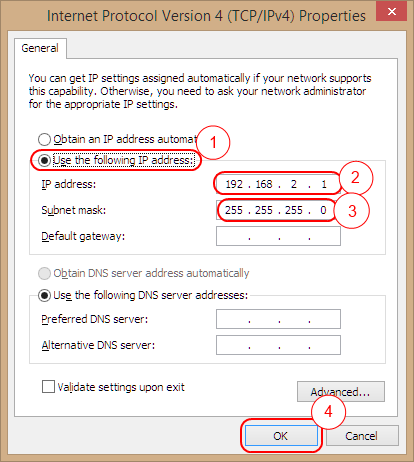 Internet Protocol Version 4 (TCP/IPv4) Properties
General
You can get IP settings assigned automatically if your network supports
this capability. Otherwise, you need to ask your network administrator
for the appropriate IP settings.
Obtain an IP address automat
1
Use the following IP address:
IP address: 192 . 168 . 2 . 1
2
Subnet mask: 255 . 255 . 255 . 0
3
Default gateway: . . .
Obtain DNS server address automatically
Use the following DNS server addresses:
Preferred DNS server: . . .
Alternative DNS server: . . .
Validate settings upon exit
Advanced...
4
OK Cancel